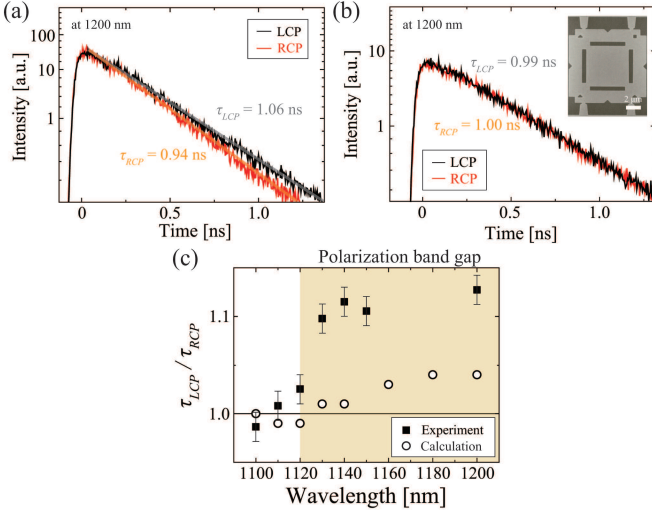 (a)
at 1200 nm
LCP
RCP
100
10
1
Intensity [a.u.]
τLCP = 1.06 ns
τRCP = 0.94 ns
0
0.5
1.0
Time [ns]
(b)
at 1200 nm
10
1
Intensity [a.u.]
τLCP = 0.99 ns
τRCP = 1.00 ns
2 μm
LCP
RCP
0
0.5
1.0
Time [ns]
(c)
Polarization band gap
1.1
1.0
τLCP / τRCP
Experiment
Calculation
1100
1120
1140
1160
1180
1200
Wavelength [nm]